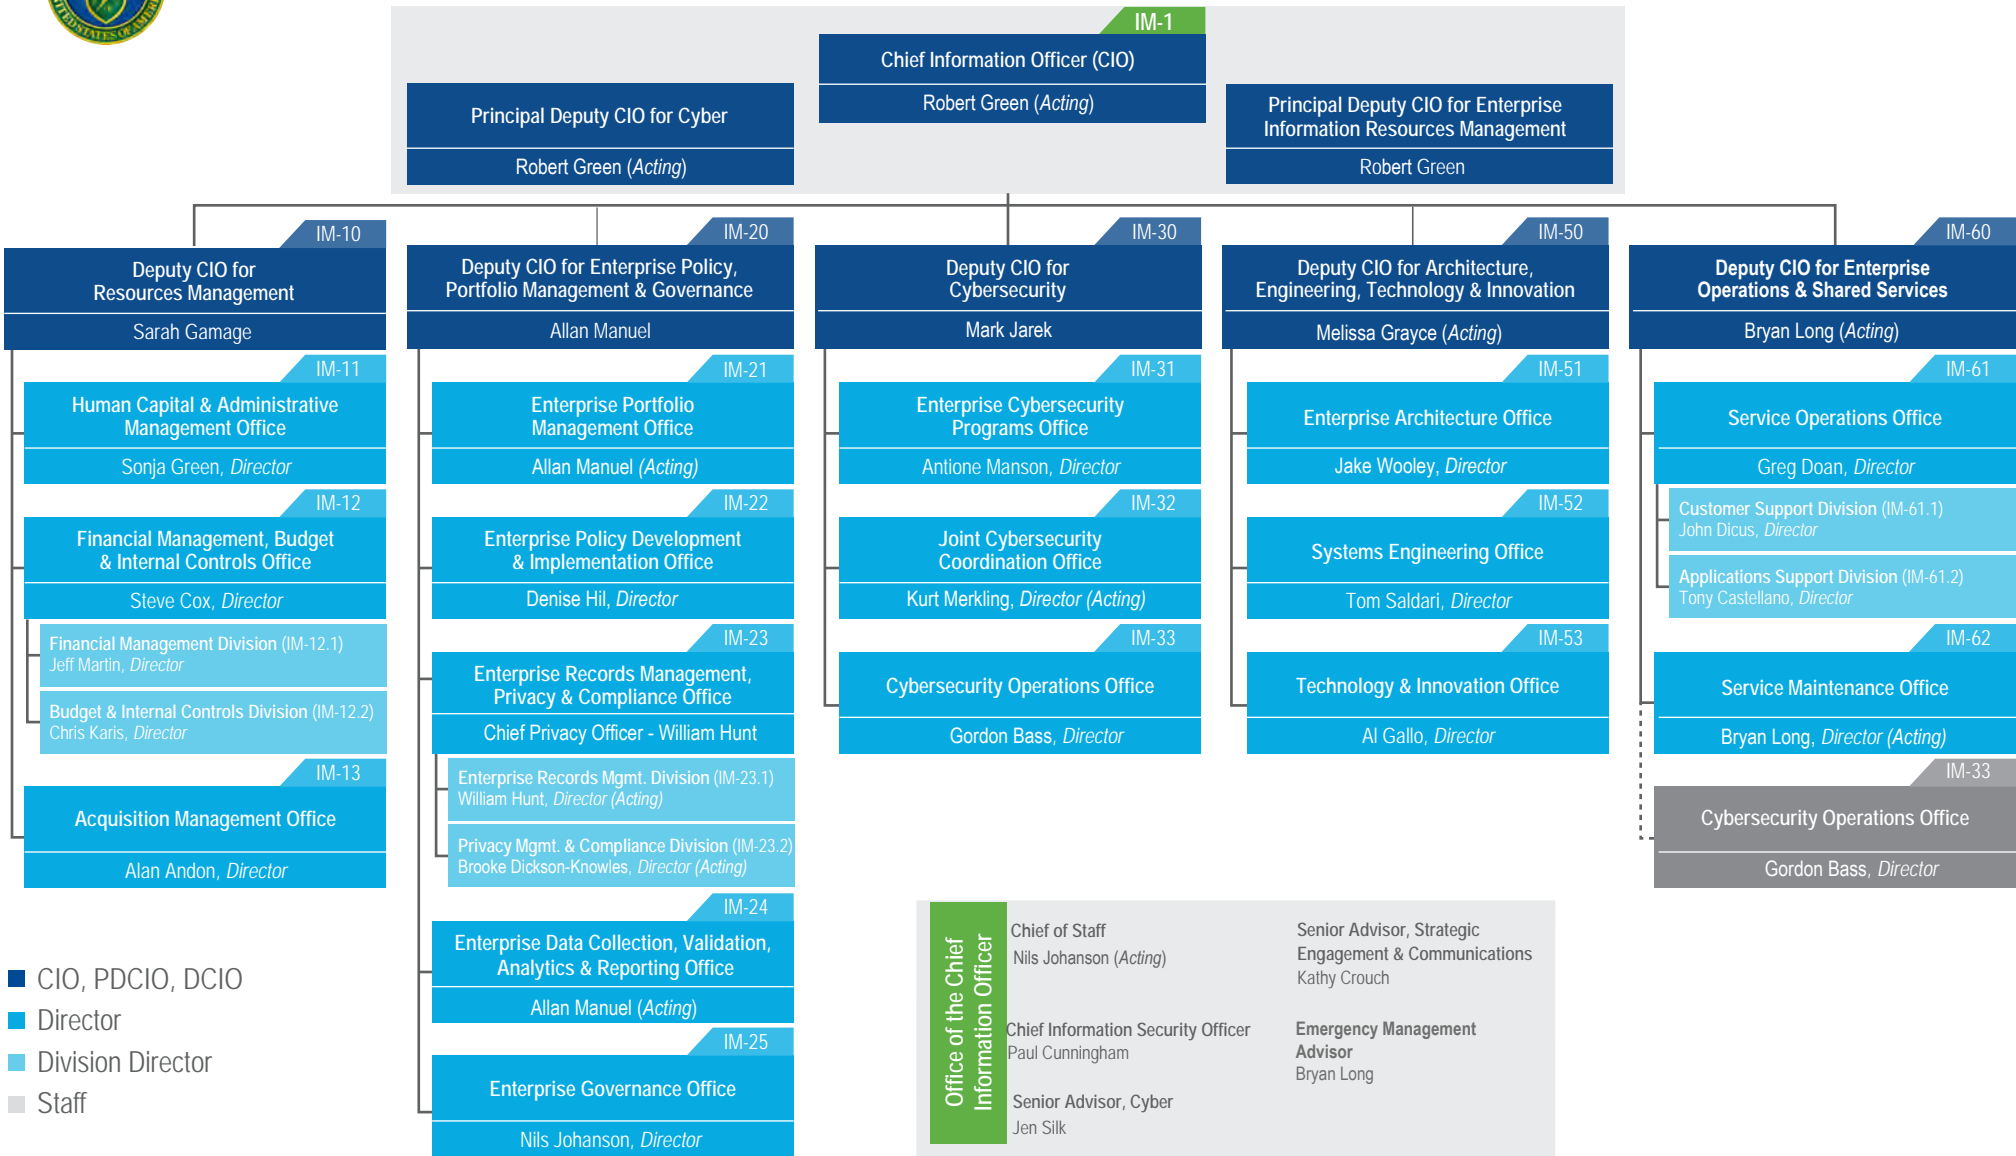 UNITED STATES OF AMERICA
IM-1
Chief Information Officer (CIO)
Robert Green (Acting)
Principal Deputy CIO for Cyber
Robert Green (Acting)
Principal Deputy CIO for Enterprise
Information Resources Management
Robert Green
IM-10
Deputy CIO for
Resources Management
Sarah Gamage
IM-11
Human Capital & Administrative
Management Office
Sonja Green, Director
IM-12
Financial Management, Budget
& Internal Controls Office
Steve Cox, Director
Financial Management Division (IM-12.1)
Jeff Martin, Director
Budget & Internal Controls Division (IM-12.2)
Chris Karis, Director
IM-13
Acquisition Management Office
Alan Andon, Director
IM-20
Deputy CIO for Enterprise Policy,
Portfolio Management & Governance
Allan Manuel
IM-21
Enterprise Portfolio
Management Office
Allan Manuel (Acting)
IM-22
Enterprise Policy Development
& Implementation Office
Denise Hil, Director
IM-23
Enterprise Records Management,
Privacy & Compliance Office
Chief Privacy Officer - William Hunt
Enterprise Records Mgmt. Division (IM-23.1)
William Hunt, Director (Acting)
Privacy Mgmt. & Compliance Division (IM-23.2)
Brooke Dickson-Knowles, Director (Acting)
IM-24
Enterprise Data Collection, Validation,
Analytics & Reporting Office
Allan Manuel (Acting)
IM-25
Enterprise Governance Office
Nils Johanson, Director
IM-30
Deputy CIO for
Cybersecurity
Mark Jarek
IM-31
Enterprise Cybersecurity
Programs Office
Antione Manson, Director
IM-32
Joint Cybersecurity
Coordination Office
Kurt Merkling, Director (Acting)
IM-33
Cybersecurity Operations Office
Gordon Bass, Director
IM-50
Deputy CIO for Architecture,
Engineering, Technology & Innovation
Melissa Grayce (Acting)
IM-51
Enterprise Architecture Office
Jake Wooley, Director
IM-52
Systems Engineering Office
Tom Saldari, Director
IM-53
Technology & Innovation Office
Al Gallo, Director
IM-60
Deputy CIO for Enterprise
Operations & Shared Services
Bryan Long (Acting)
IM-61
Service Operations Office
Greg Doan, Director
Customer Support Division (IM-61.1)
John Dicus, Director
Applications Support Division (IM-61.2)
Tony Castellano, Director
IM-62
Service Maintenance Office
Bryan Long, Director (Acting)
IM-33
Cybersecurity Operations Office
Gordon Bass, Director
CIO, PDCIO, DCIO
Director
Division Director
Staff
Office of the Chief
Information Officer
Chief of Staff
Nils Johanson (Acting)
Chief Information Security Officer
Paul Cunningham
Senior Advisor, Cyber
Jen Silk
Senior Advisor, Strategic
Engagement & Communications
Kathy Crouch
Emergency Management
Advisor
Bryan Long